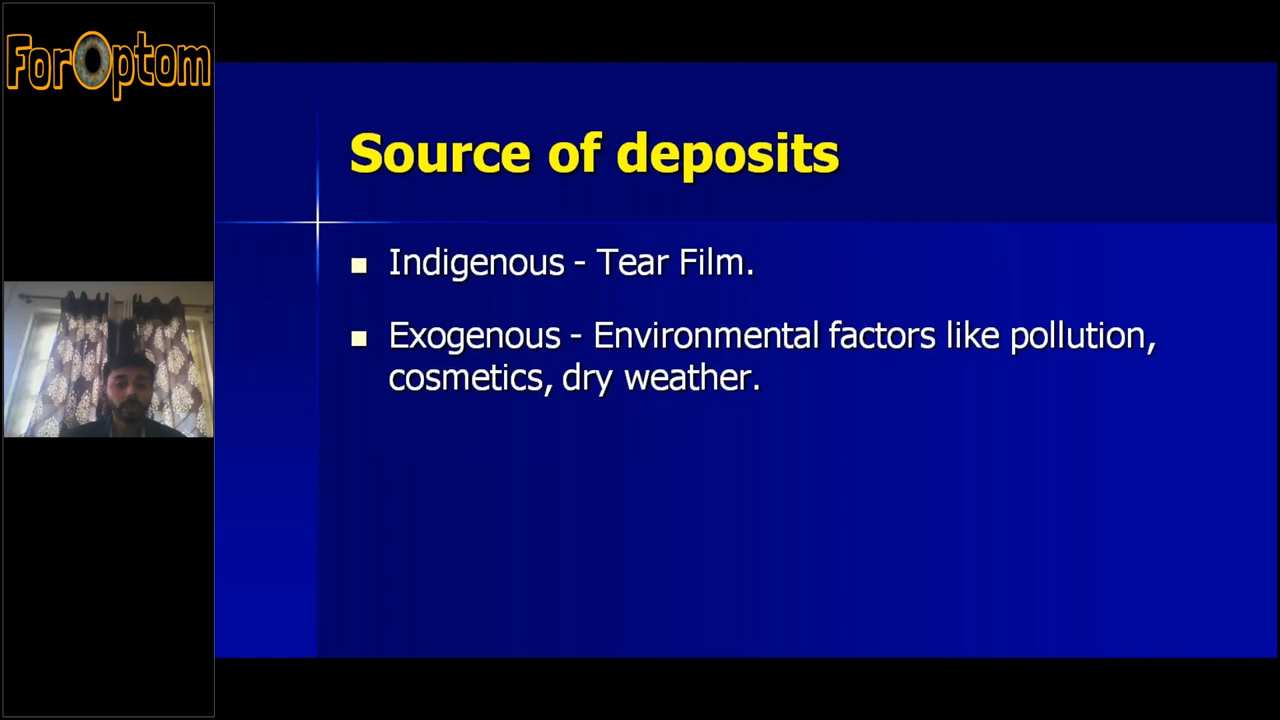 ForOptom
Source of deposits
Indigenous - Tear Film.
Exogenous - Environmental factors like pollution,
cosmetics, dry weather.